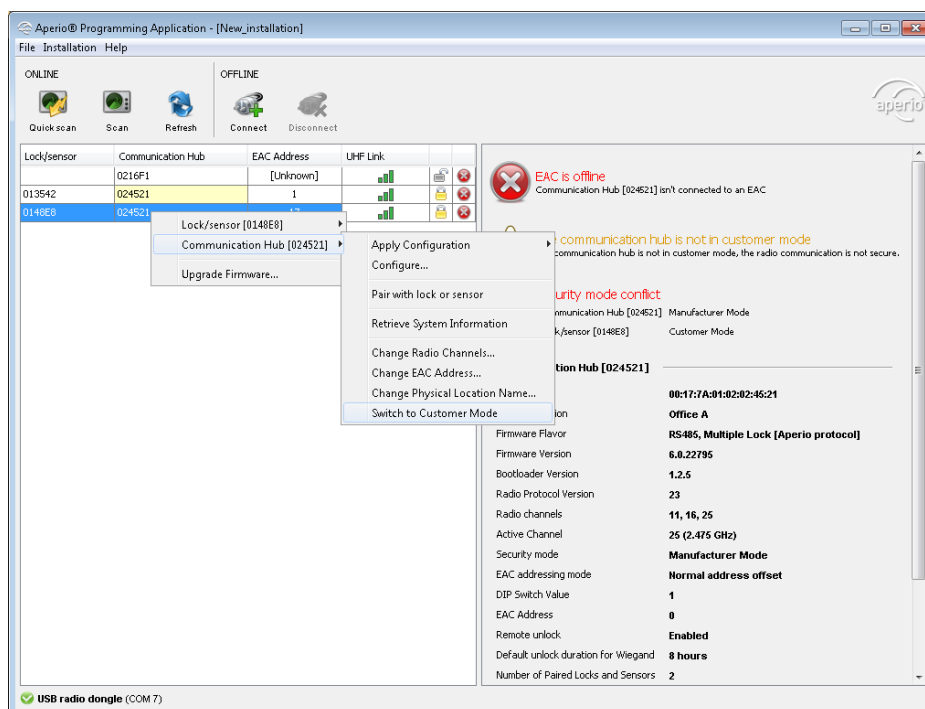 Aperio® Programming Application - [New_installation]
File Installation Help
ONLINE OFFLINE
Quick scan Scan Refresh Connect Disconnect
aperio
Lock/sensor Communication Hub EAC Address UHF Link
0216F1 [Unknown]
013542 024521 1
0148E8 024521 17
Lock/sensor [0148E8]
Communication Hub [024521]
Upgrade Firmware...
Apply Configuration
Configure...
Pair with lock or sensor
Retrieve System Information
Change Radio Channels...
Change EAC Address...
Change Physical Location Name...
Switch to Customer Mode
EAC is offline
Communication Hub [024521] isn't connected to an EAC
communication hub is not in customer mode
communication hub is not in customer mode, the radio communication is not secure.
mode conflict
Hub [024521] Manufacturer Mode
[0148E8] Customer Mode
Hub [024521]
00:17:7A:01:02:02:45:21
Office A
Firmware Flavor RS485, Multiple Lock [Aperio protocol]
Firmware Version 6.0.22795
Bootloader Version 1.2.5
Radio Protocol Version 23
Radio channels 11, 16, 25
Active Channel 25 (2.475 GHz)
Security mode Manufacturer Mode
EAC addressing mode Normal address offset
DIP Switch Value 1
EAC Address 0
Remote unlock Enabled
Default unlock duration for Wiegand 8 hours
Number of Paired Locks and Sensors 2
USB radio dongle (COM 7)